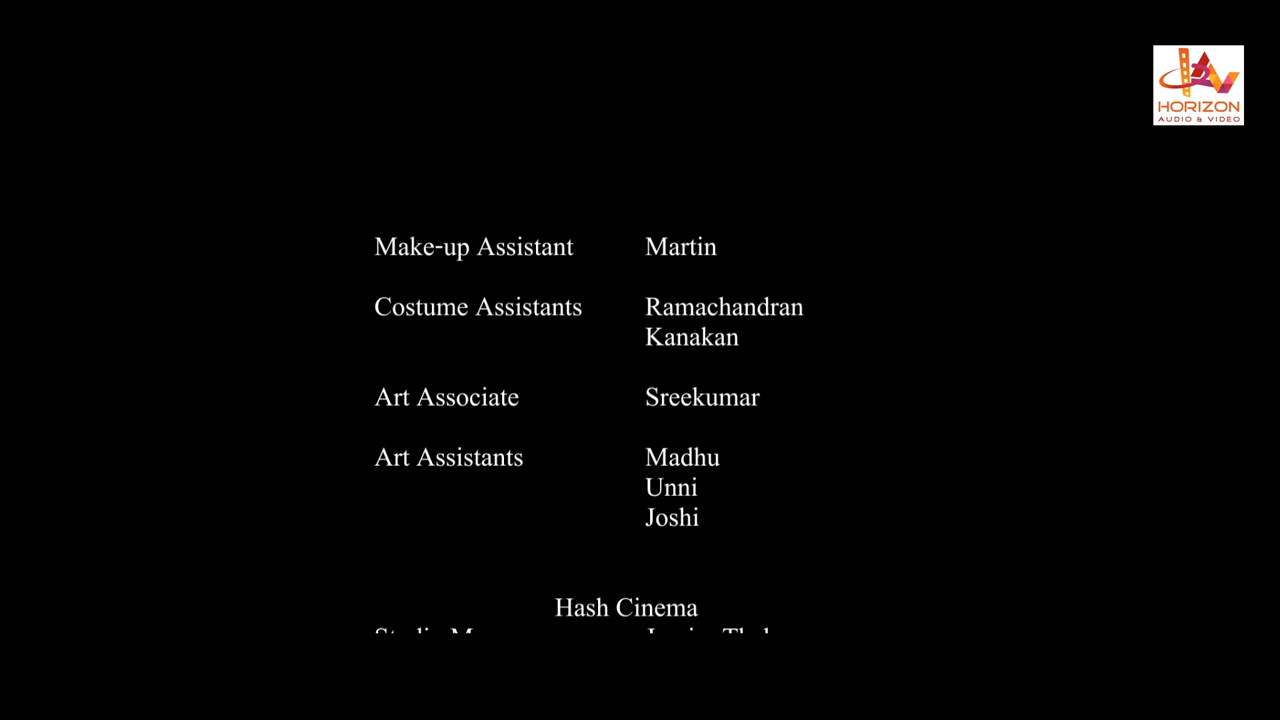 HORIZON
AUDIO & VIDEO
Make-up Assistant Martin
Costume Assistants Ramachandran
Kanakan
Art Associate Sreekumar
Art Assistants Madhu
Unni
Joshi
Hash Cinema